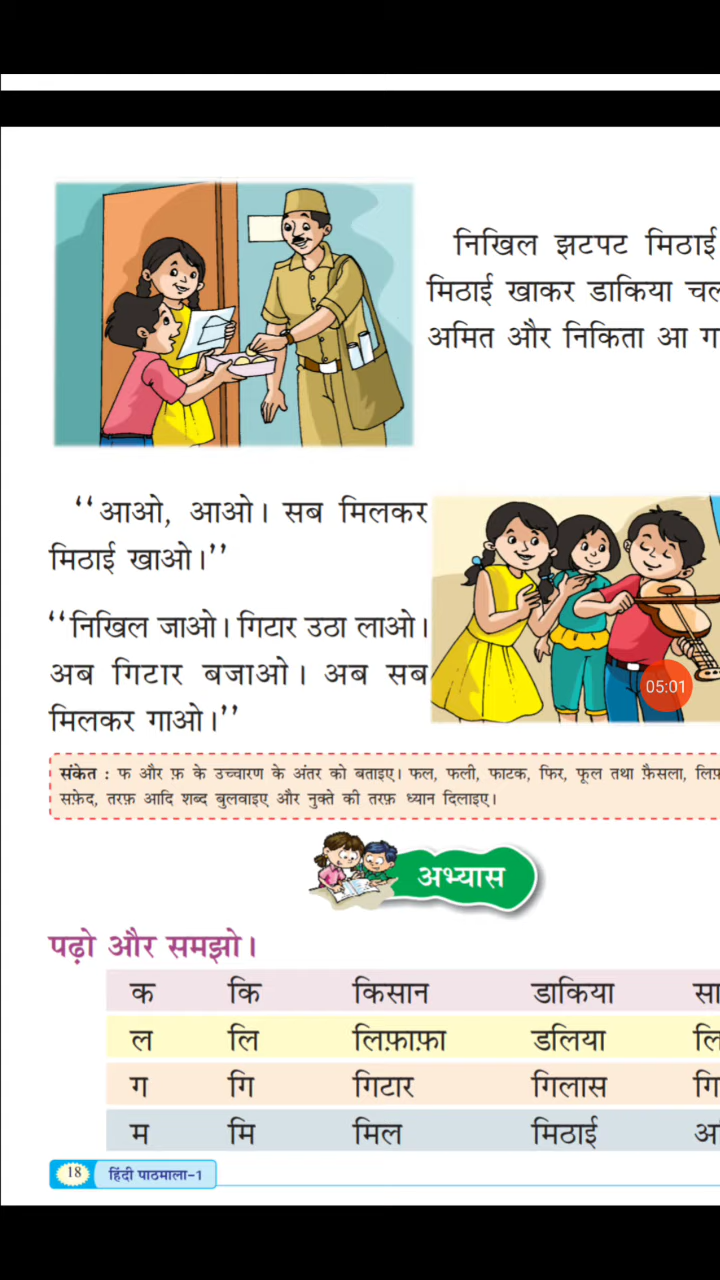 निखिल झटपट मिठाई
मिठाई खाकर डाकिया
अमित और निकिता आ
‘‘आओ, आओ। सब मिलकर
मिठाई खाओ।’’
‘‘निखिल जाओ। गिटार उठा लाओ।
अब गिटार बजाओ। अब सब
मिलकर गाओ।’’
05:01
संकेत : फ और फ़ के उच्चारण के अंतर को बताइए। फल, फली, फाटक, फिर, फूल तथा फ़ैसला,
सफ़ेद, तरफ़ आदि शब्द बुलवाइए और नुक्ते की तरफ़ ध्यान दिलाइए।
अभ्यास
पढ़ो और समझो।
क कि किसान डाकिया
ल लि लिफ़ाफ़ा डलिया
ग गि गिटार गिलास
म मि मिल मिठाई
18 हिंदी पाठमाला-1